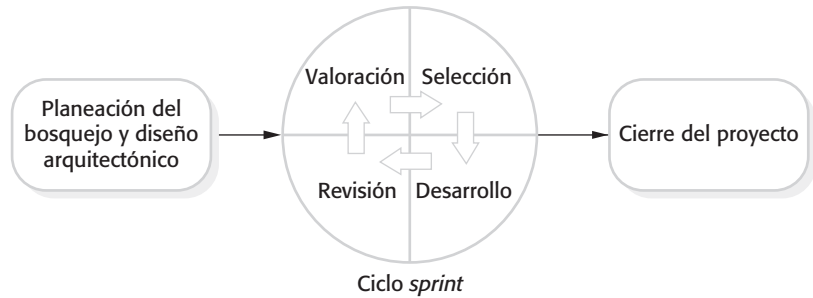 Planeación del
bosquejo y diseño
arquitectónico
Valoración
Selección
Revisión
Desarrollo
Cierre del proyecto
Ciclo sprint